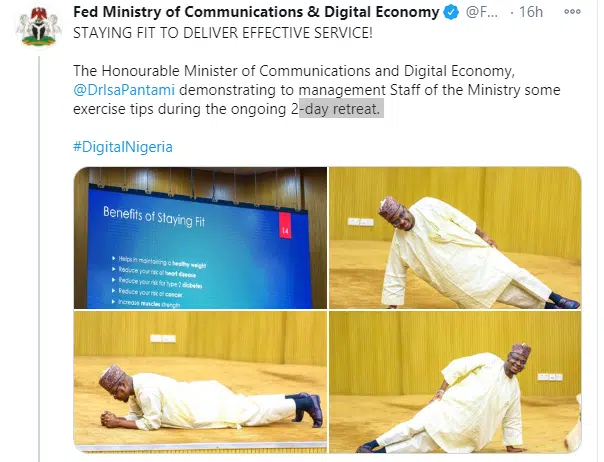 Fed Ministry of Communications & Digital Economy @F... · 16h
STAYING FIT TO DELIVER EFFECTIVE SERVICE!
The Honourable Minister of Communications and Digital Economy,
@DrIsaPantami demonstrating to management Staff of the Ministry some
exercise tips during the ongoing 2-day retreat.
#DigitalNigeria
Benefits of Staying Fit
14
Helps in maintaining a healthy weight
Reduce your risk of heart disease
Reduce your risk for type 2 diabetes
Reduce your risk of cancer
Increase muscles strength